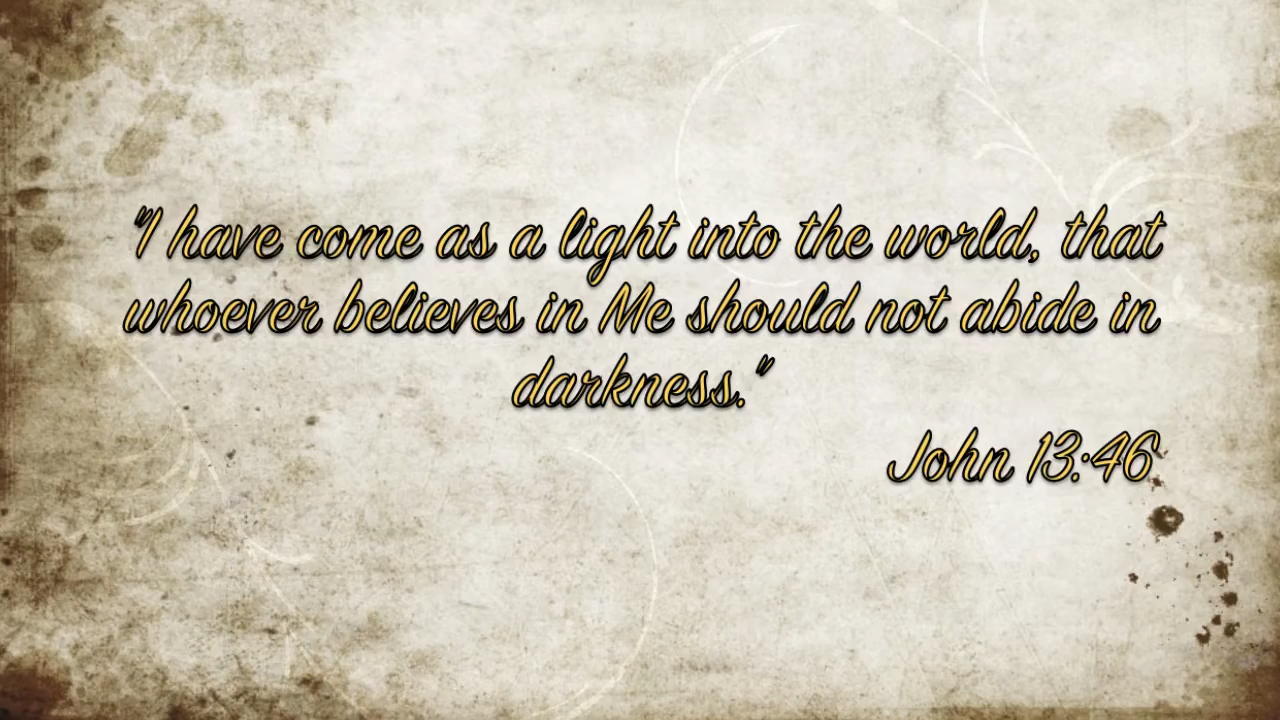 "I have come as a light into the world, that
whoever believes in Me should not abide in
darkness."
John 13:46